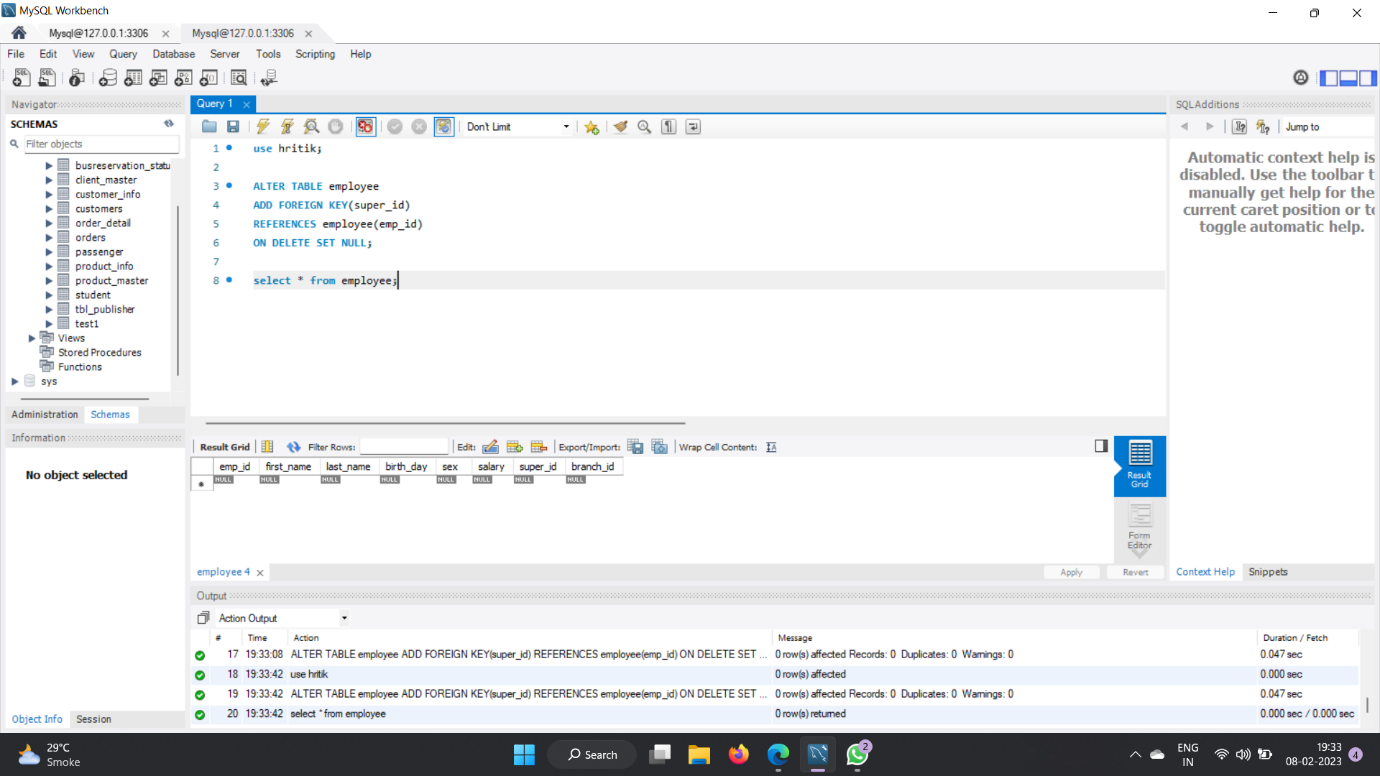 MySQL Workbench
Mysql@127.0.0.1:3306 Mysql@127.0.0.1:3306
File Edit View Query Database Server Tools Scripting Help
Navigator
SCHEMAS
Filter objects
busreservation_statu
client_master
customer_info
customers
order_detail
orders
passenger
product_info
product_master
student
tbl_publisher
test1
Views
Stored Procedures
Functions
sys
Administration Schemas
Information
No object selected
Object Info Session
Query 1
Don't Limit
1 use hritik;
2
3 ALTER TABLE employee
4 ADD FOREIGN KEY(super_id)
5 REFERENCES employee(emp_id)
6 ON DELETE SET NULL;
7
8 select * from employee;
Result Grid Filter Rows: Edit: Export/Import: Wrap Cell Content:
emp_id first_name last_name birth_day sex salary super_id branch_id
NULL NULL NULL NULL NULL NULL NULL NULL
Result
Grid
Form
Editor
employee 4 Apply Revert
SQLAdditions
Jump to
Automatic context help is
disabled. Use the toolbar t
manually get help for the
current caret position or to
toggle automatic help.
Context Help Snippets
Output
Action Output
# Time Action Message Duration / Fetch
17 19:33:08 ALTER TABLE employee ADD FOREIGN KEY(super_id) REFERENCES employee(emp_id) ON DELETE SET ... 0 row(s) affected Records: 0 Duplicates: 0 Warnings: 0 0.047 sec
18 19:33:42 use hritik 0 row(s) affected 0.000 sec
19 19:33:42 ALTER TABLE employee ADD FOREIGN KEY(super_id) REFERENCES employee(emp_id) ON DELETE SET ... 0 row(s) affected Records: 0 Duplicates: 0 Warnings: 0 0.047 sec
20 19:33:42 select * from employee 0 row(s) returned 0.000 sec / 0.000 sec
29°C
Smoke
Search
2
ENG
IN
19:33
08-02-2023
4